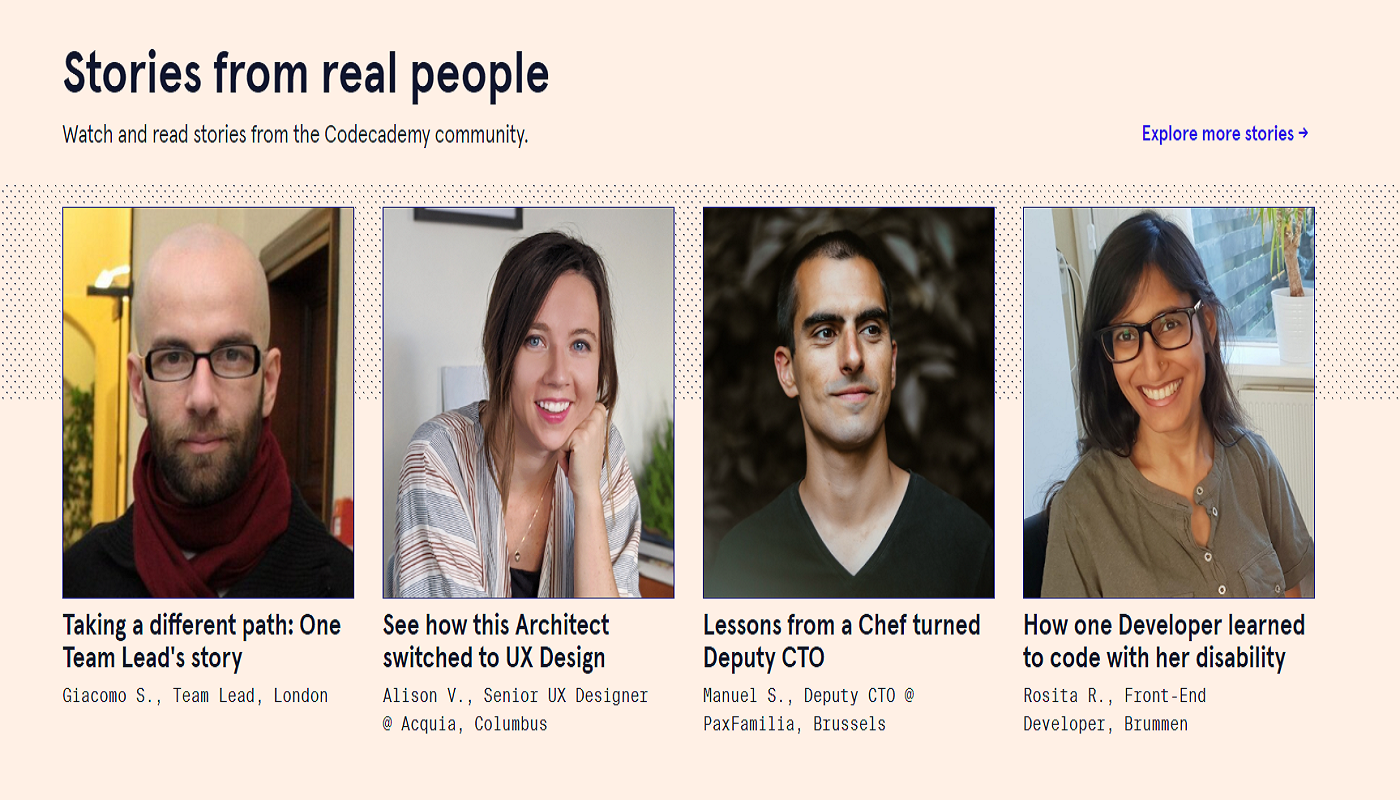 Stories from real people
Watch and read stories from the Codecademy community.
Explore more stories →
Taking a different path: One
Team Lead's story
Giacomo S., Team Lead, London
See how this Architect
switched to UX Design
Alison V., Senior UX Designer
@ Acquia, Columbus
Lessons from a Chef turned
Deputy CTO
Manuel S., Deputy CTO @
PaxFamilia, Brussels
How one Developer learned
to code with her disability
Rosita R., Front-End
Developer, Brummen